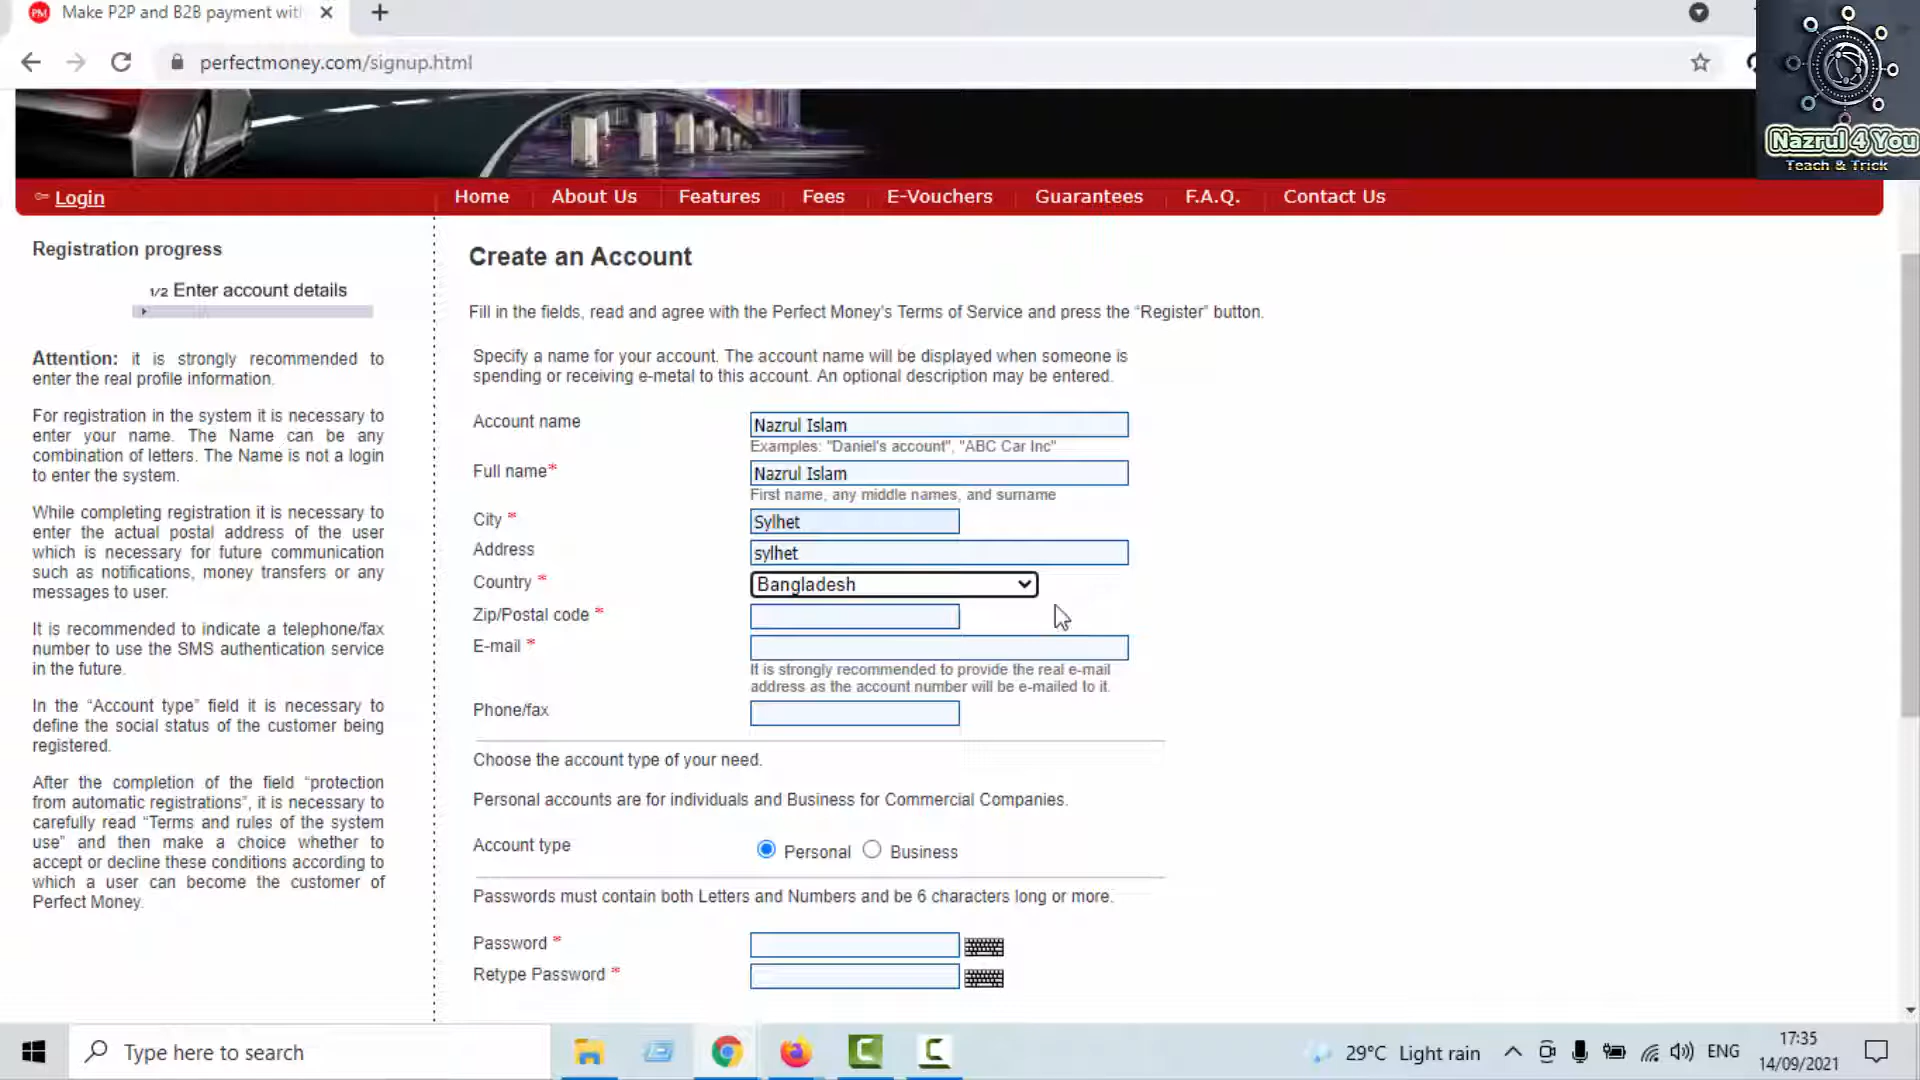 PM Make P2P and B2B payment with
perfectmoney.com/signup.html
Nazrul 4 You
Teach & Trick
Login
Home
About Us
Features
Fees
E-Vouchers
Guarantees
F.A.Q.
Contact Us
Registration progress
1/2 Enter account details
Attention: it is strongly recommended to
enter the real profile information.
For registration in the system it is necessary to
enter your name. The Name can be any
combination of letters. The Name is not a login
to enter the system.
While completing registration it is necessary to
enter the actual postal address of the user
which is necessary for future communication
such as notifications, money transfers or any
messages to user.
It is recommended to indicate a telephone/fax
number to use the SMS authentication service
in the future.
In the “Account type” field it is necessary to
define the social status of the customer being
registered.
After the completion of the field “protection
from automatic registrations”, it is necessary to
carefully read “Terms and rules of the system
use” and then make a choice whether to
accept or decline these conditions according to
which a user can become the customer of
Perfect Money.
Create an Account
Fill in the fields, read and agree with the Perfect Money's Terms of Service and press the “Register” button.
Specify a name for your account. The account name will be displayed when someone is
spending or receiving e-metal to this account. An optional description may be entered.
Account name
Nazrul Islam
Examples: "Daniel's account", "ABC Car Inc"
Full name*
Nazrul Islam
First name, any middle names, and surname
City *
Sylhet
Address
sylhet
Country *
Bangladesh
Zip/Postal code *
E-mail *
It is strongly recommended to provide the real e-mail
address as the account number will be e-mailed to it.
Phone/fax
Choose the account type of your need.
Personal accounts are for individuals and Business for Commercial Companies.
Account type
Personal
Business
Passwords must contain both Letters and Numbers and be 6 characters long or more.
Password *
Retype Password *
Type here to search
29°C Light rain
ENG
17:35
14/09/2021